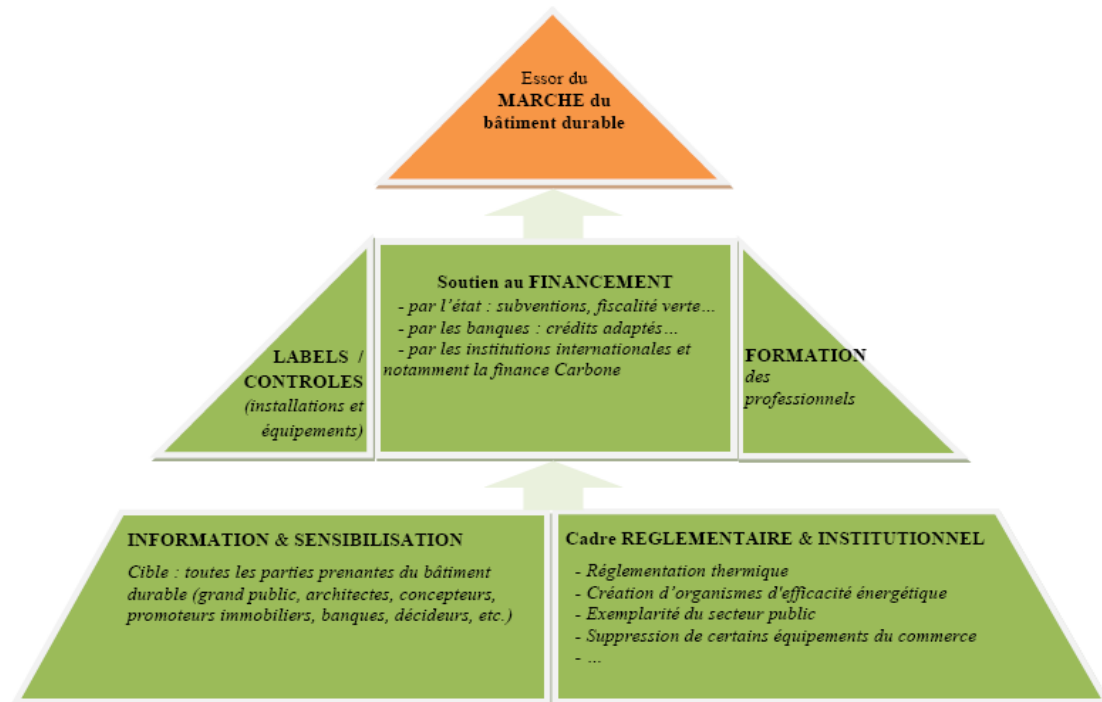 Essor du
MARCHE du
bâtiment durable
LABELS /
CONTROLES
(installations et
équipements)
Soutien au FINANCEMENT
- par l’état : subventions, fiscalité verte…
- par les banques : crédits adaptés…
- par les institutions internationales et
notamment la finance Carbone
FORMATION
des
professionnels
INFORMATION & SENSIBILISATION
Cible : toutes les parties prenantes du bâtiment
durable (grand public, architectes, concepteurs,
promoteurs immobiliers, banques, décideurs, etc.)
Cadre REGLEMENTAIRE & INSTITUTIONNEL
- Réglementation thermique
- Création d’organismes d'efficacité énergétique
- Exemplarité du secteur public
- Suppression de certains équipements du commerce
- …